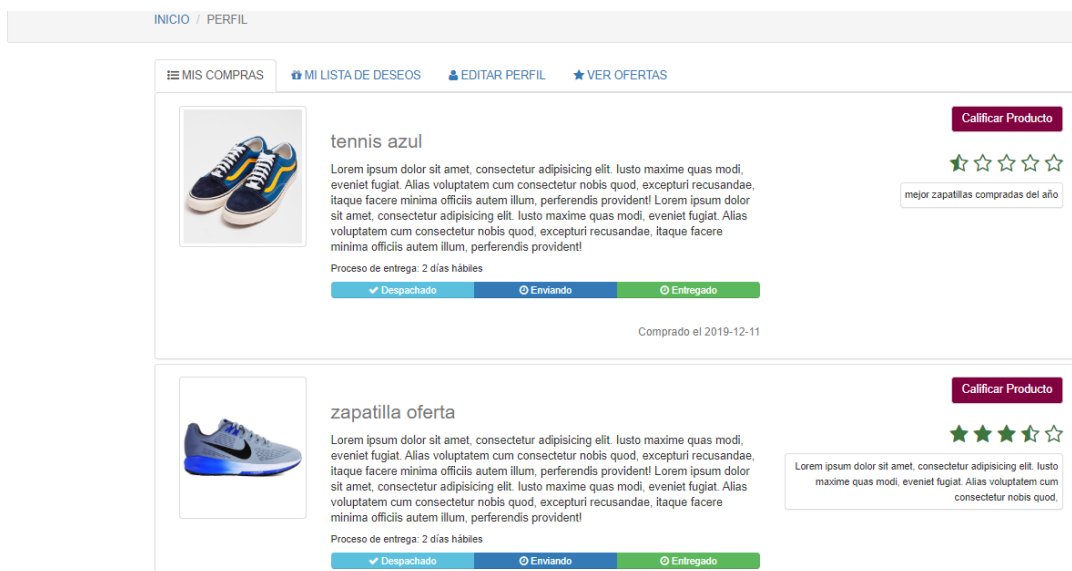 INICIO / PERFIL
MIS COMPRAS MI LISTA DE DESEOS EDITAR PERFIL VER OFERTAS
tennis azul
Lorem ipsum dolor sit amet, consectetur adipisicing elit. Iusto maxime quas modi,
eveniet fugiat. Alias voluptatem cum consectetur nobis quod, excepturi recusandae,
itaque facere minima officiis autem illum, perferendis provident! Lorem ipsum dolor
sit amet, consectetur adipisicing elit. Iusto maxime quas modi, eveniet fugiat. Alias
voluptatem cum consectetur nobis quod, excepturi recusandae, itaque facere
minima officiis autem illum, perferendis provident!
Proceso de entrega: 2 días hábiles
Despachado Enviando Entregado
Comprado el 2019-12-11
Calificar Producto
mejor zapatillas compradas del año
zapatilla oferta
Lorem ipsum dolor sit amet, consectetur adipisicing elit. Iusto maxime quas modi,
eveniet fugiat. Alias voluptatem cum consectetur nobis quod, excepturi recusandae,
itaque facere minima officiis autem illum, perferendis provident! Lorem ipsum dolor
sit amet, consectetur adipisicing elit. Iusto maxime quas modi, eveniet fugiat. Alias
voluptatem cum consectetur nobis quod, excepturi recusandae, itaque facere
minima officiis autem illum, perferendis provident!
Proceso de entrega: 2 días hábiles
Despachado Enviando Entregado
Calificar Producto
Lorem ipsum dolor sit amet, consectetur adipisicing elit. Iusto
maxime quas modi, eveniet fugiat. Alias voluptatem cum
consectetur nobis quod,